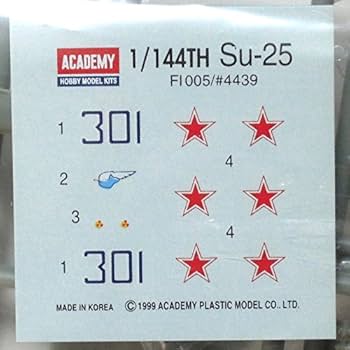 ACADEMY
HOBBY MODEL KITS
1/144TH Su-25
FI005/#4439
1 301
4
2
3
4
1 301
MADE IN KOREA ©1999 ACADEMY PLASTIC MODEL CO., LTD.